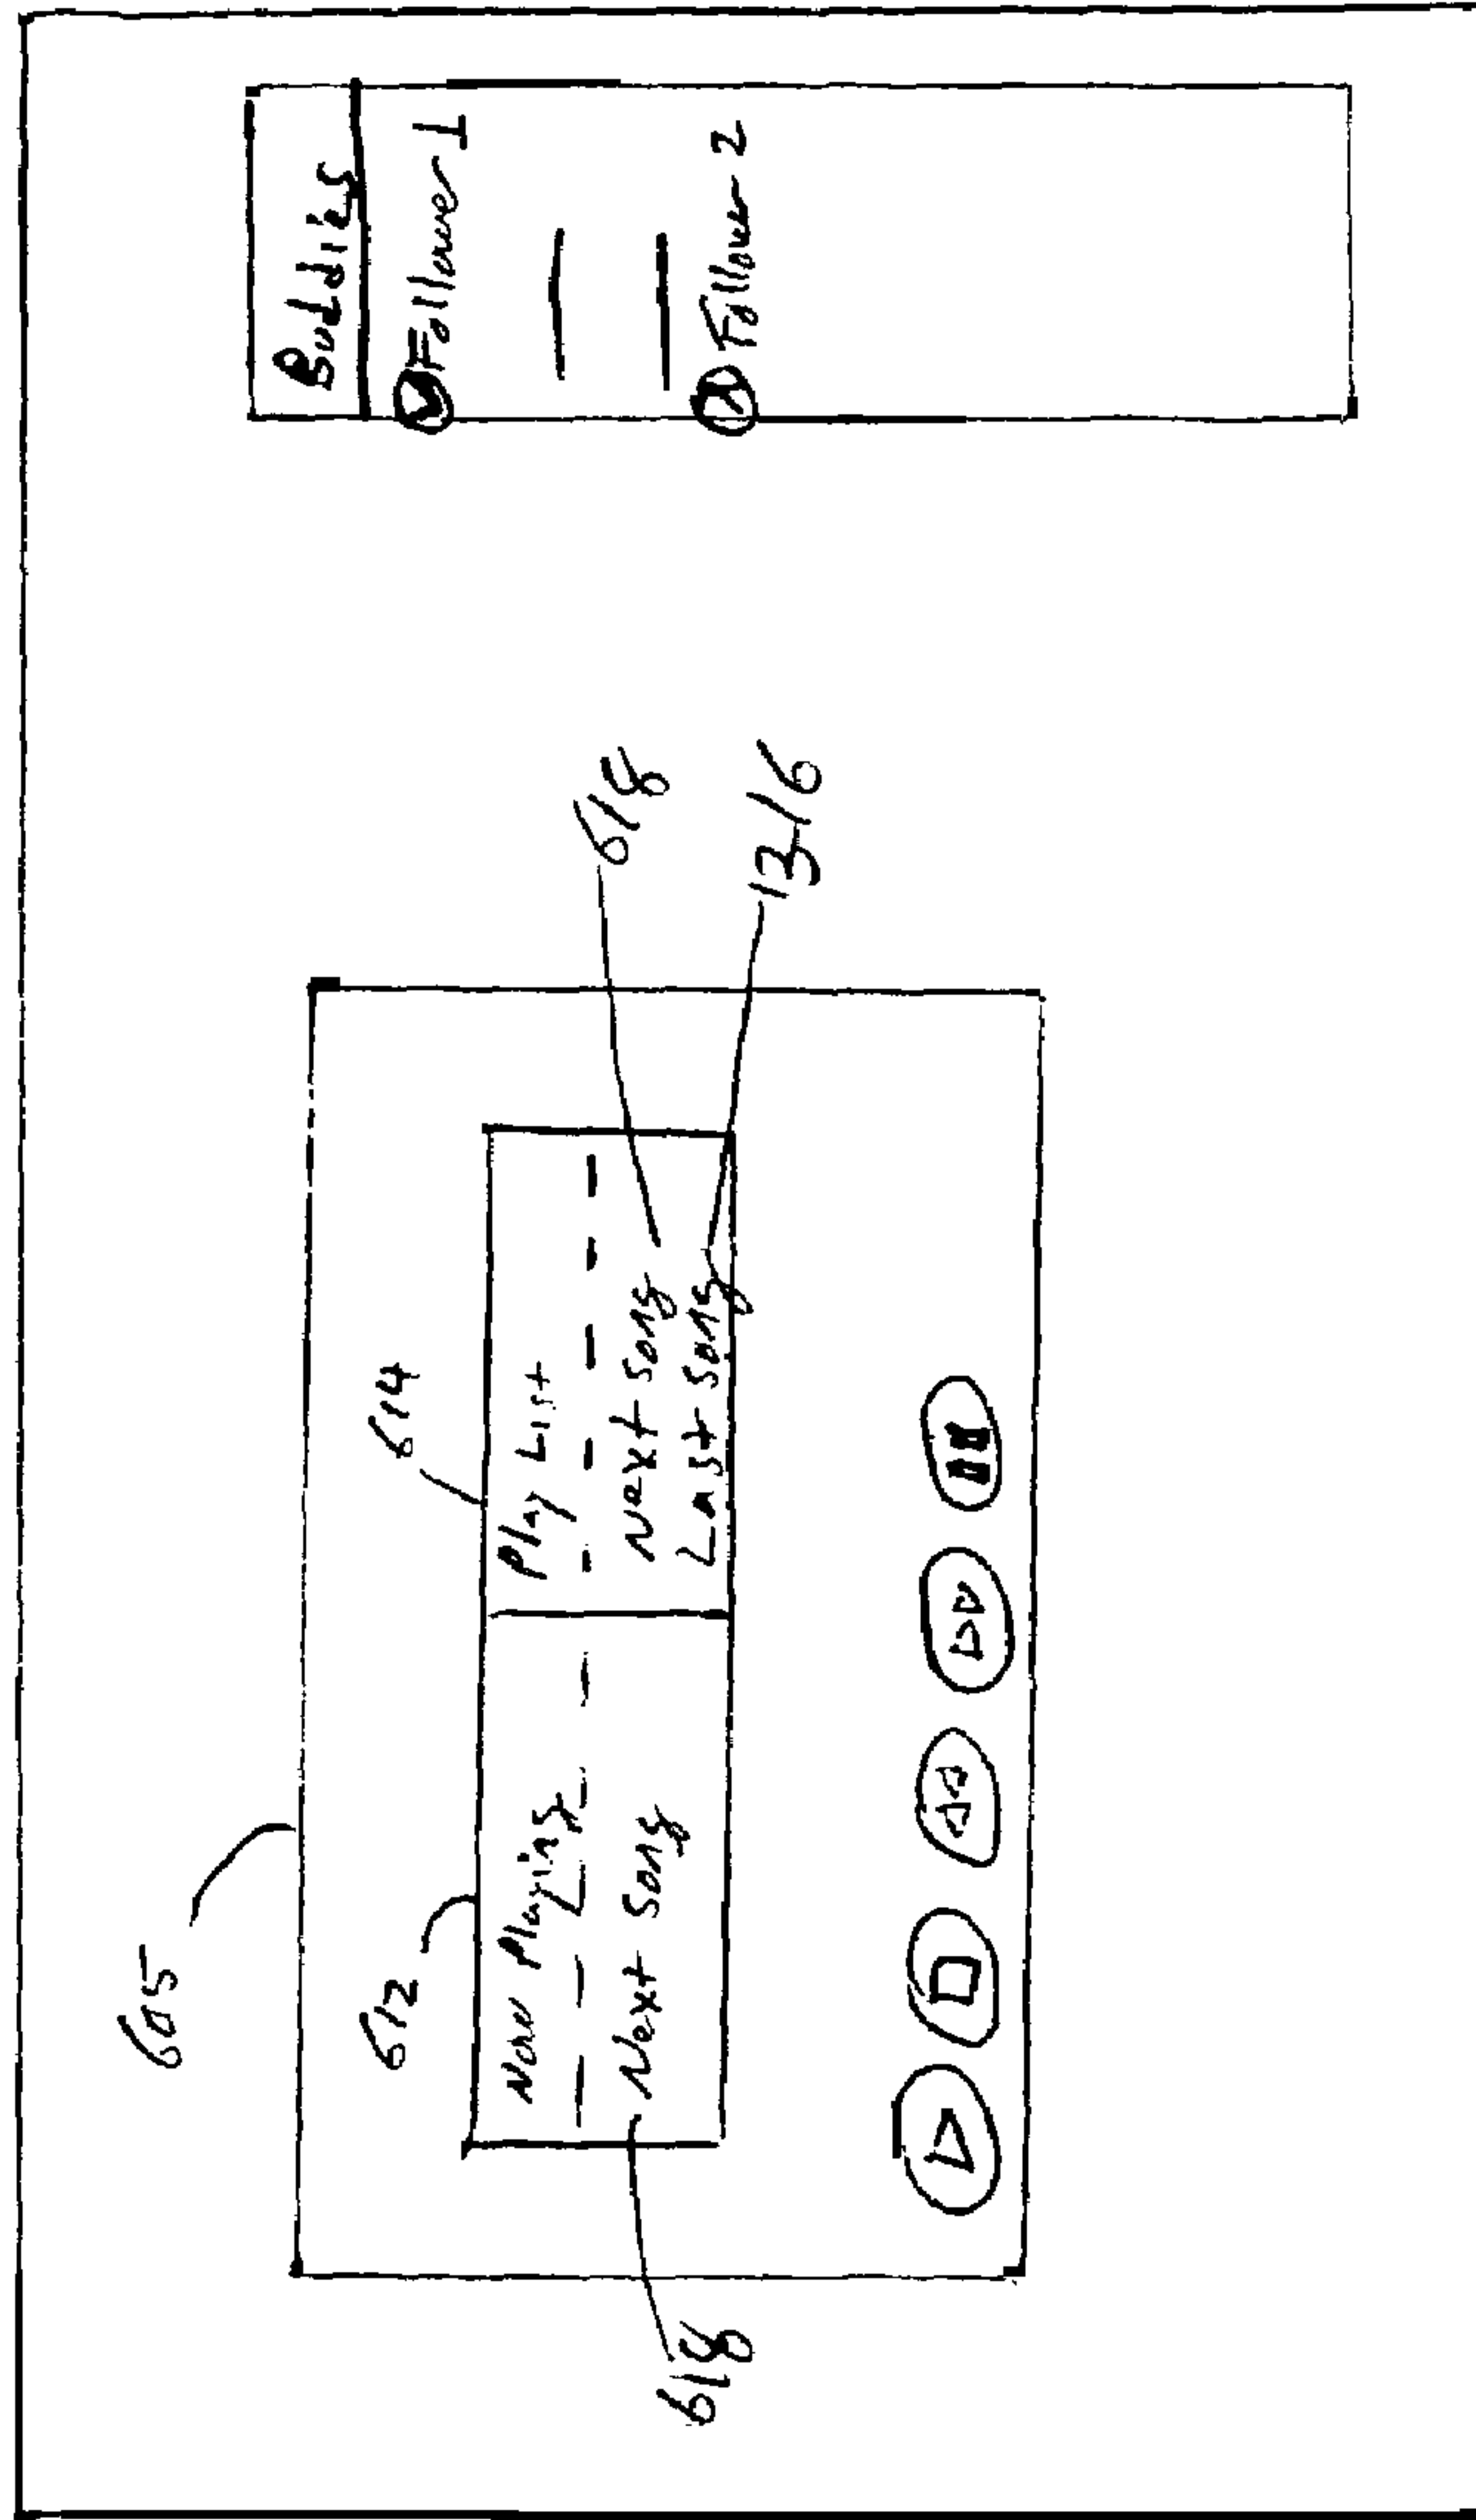 605
612
614
Now Playing
Next Song
Play List
Next Song
Last Song
618
618
1316
Buddies
Follower 1
Follower 2